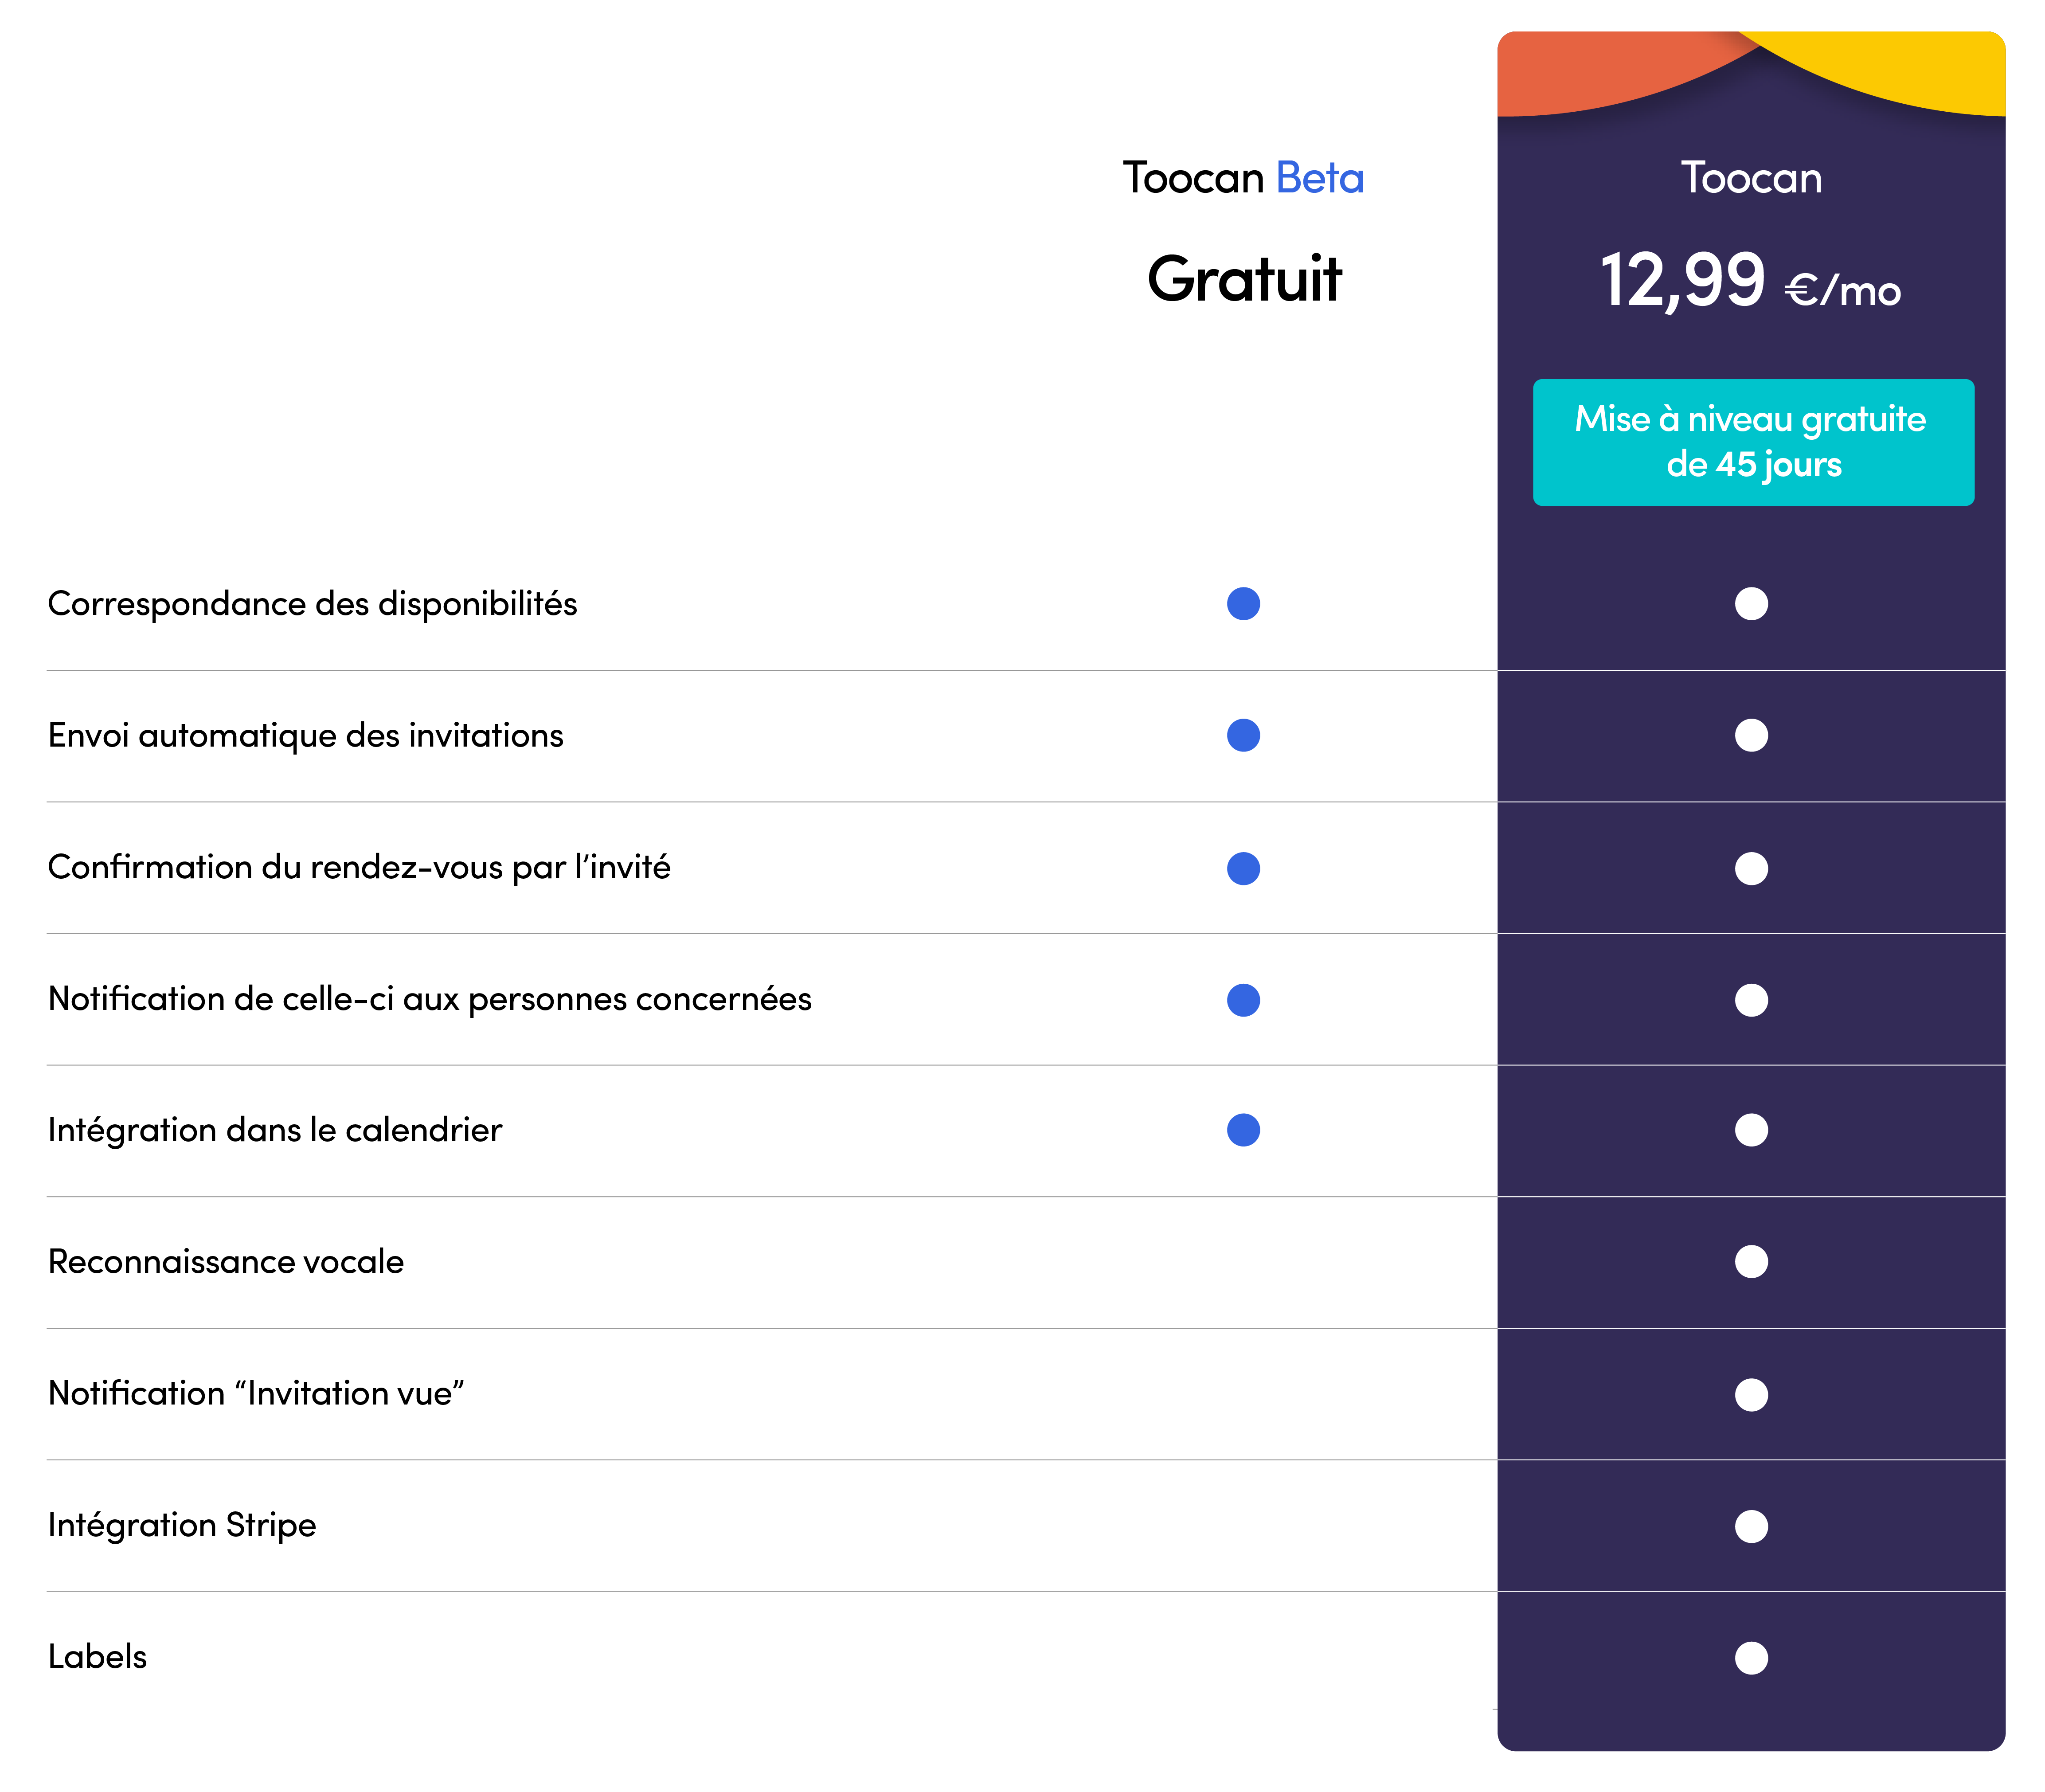 Toocan Beta
Toocan
Gratuit
12,99 €/mo
Mise à niveau gratuite
de 45 jours
Correspondance des disponibilités
Envoi automatique des invitations
Confirmation du rendez-vous par l’invité
Notification de celle-ci aux personnes concernées
Intégration dans le calendrier
Reconnaissance vocale
Notification “Invitation vue”
Intégration Stripe
Labels